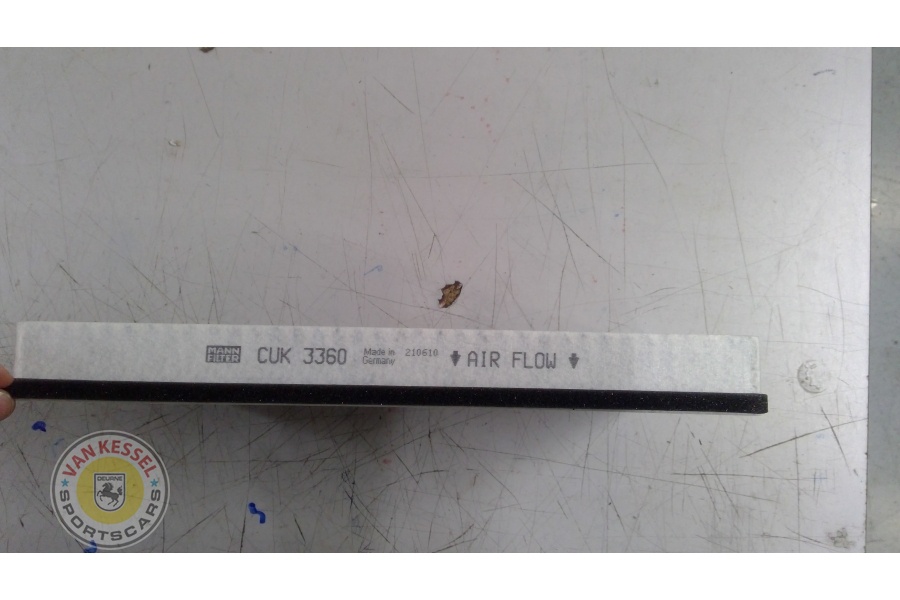 MANN
FILTER
CUK 3360
Made in
Germany
210610
AIR FLOW
VAN KESSEL
DEURNE
SPORTSCARS